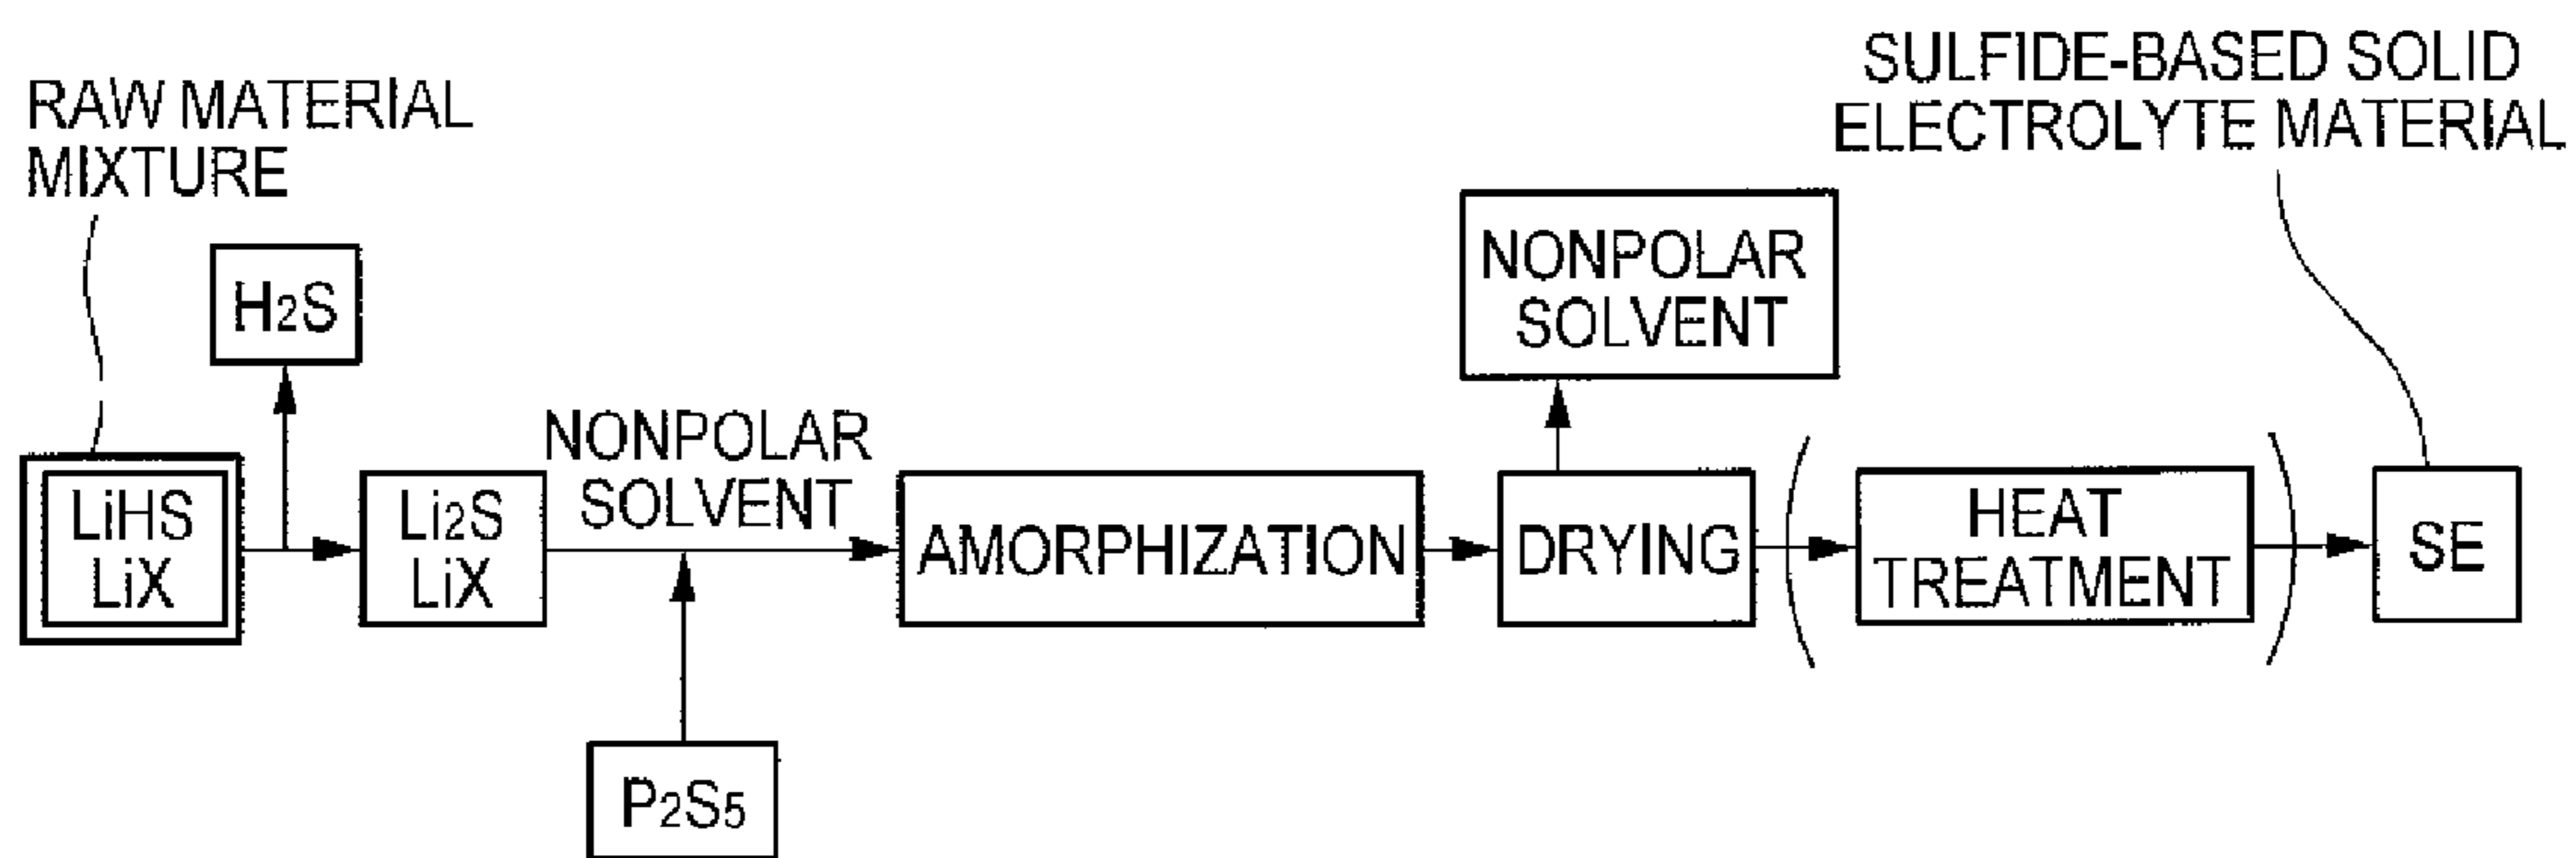 RAW MATERIAL
MIXTURE
H2S
LiHS
LiX
Li2S
LiX
NONPOLAR
SOLVENT
P2S5
AMORPHIZATION
NONPOLAR
SOLVENT
DRYING
HEAT
TREATMENT
SULFIDE-BASED SOLID
ELECTROLYTE MATERIAL
SE